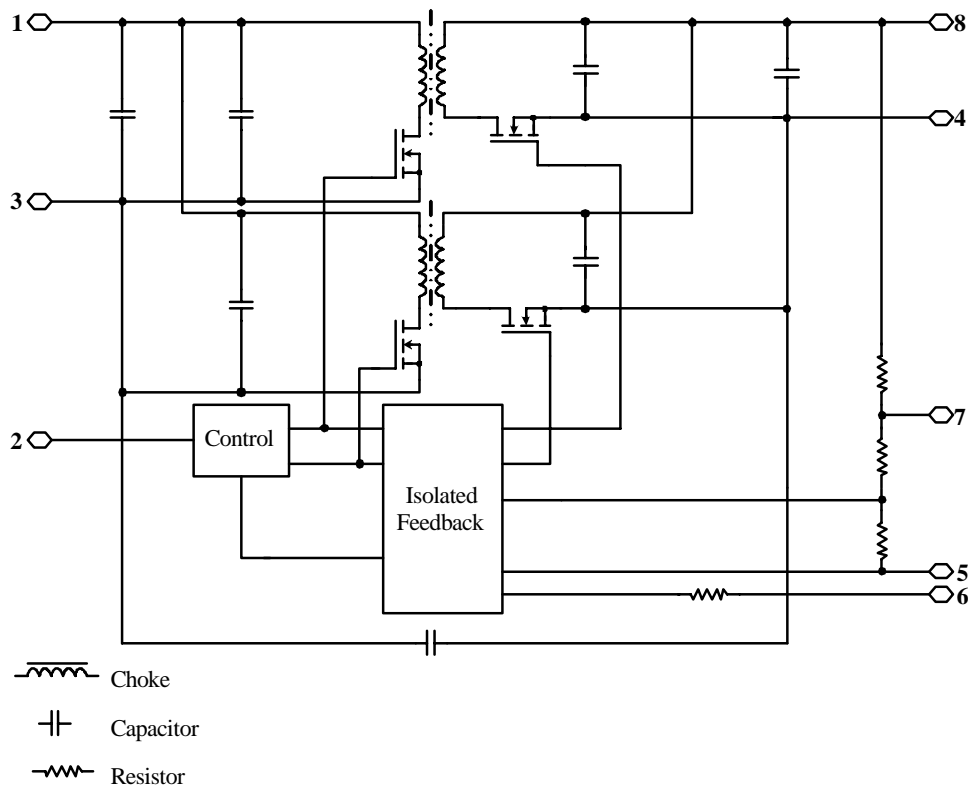 1
8
4
3
7
2
Control
Isolated
Feedback
5
6
Choke
Capacitor
Resistor